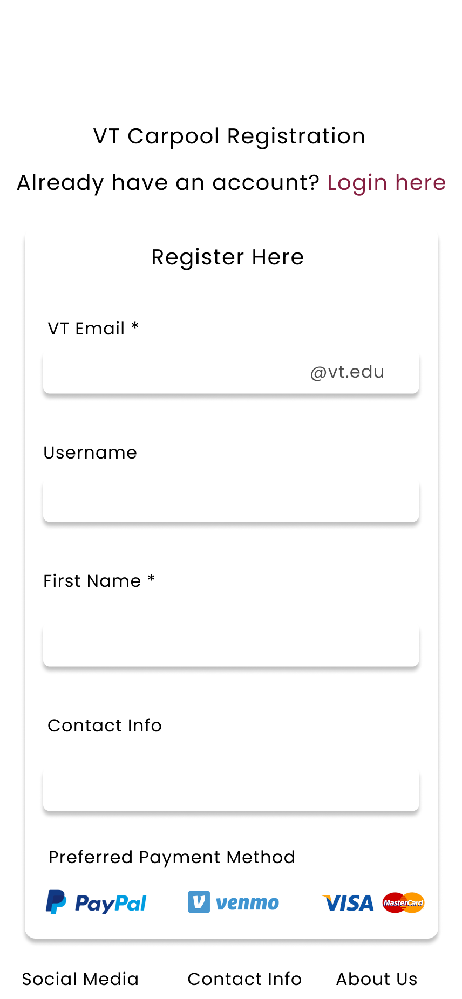 VT Carpool Registration
Already have an account? Login here
Register Here
VT Email *
@vt.edu
Username
First Name *
Contact Info
Preferred Payment Method
PayPal venmo VISA MasterCard
Social Media Contact Info About Us